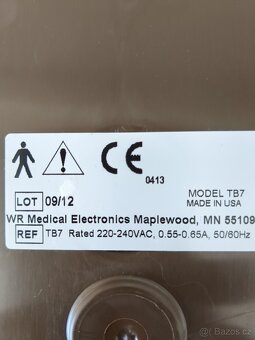 CE
0413
MODEL TB7
LOT 09/12
MADE IN USA
WR Medical Electronics Maplewood, MN 55109
REF TB7 Rated 220-240VAC, 0.55-0.65A, 50/60Hz
sbazos.cz